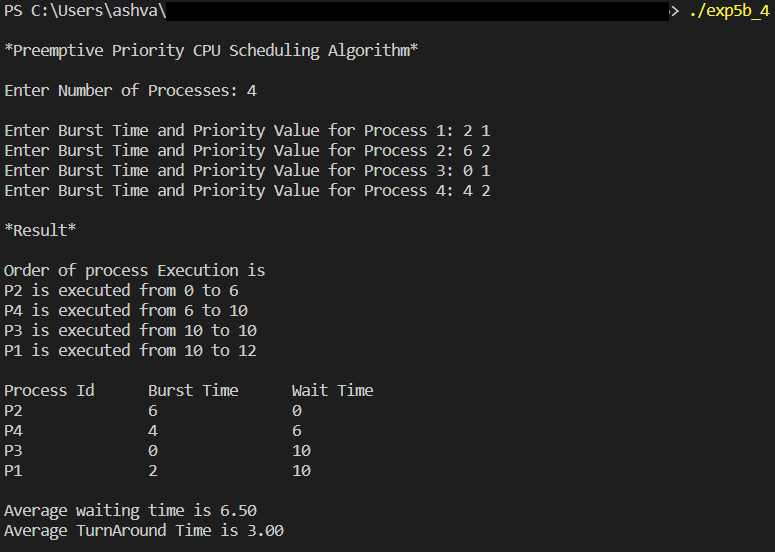 PS C:\Users\ashva\> ./exp5b_4
*Preemptive Priority CPU Scheduling Algorithm*
Enter Number of Processes: 4
Enter Burst Time and Priority Value for Process 1: 2 1
Enter Burst Time and Priority Value for Process 2: 6 2
Enter Burst Time and Priority Value for Process 3: 0 1
Enter Burst Time and Priority Value for Process 4: 4 2
*Result*
Order of process Execution is
P2 is executed from 0 to 6
P4 is executed from 6 to 10
P3 is executed from 10 to 10
P1 is executed from 10 to 12
Process Id Burst Time Wait Time
P2 6 0
P4 4 6
P3 0 10
P1 2 10
Average waiting time is 6.50
Average TurnAround Time is 3.00